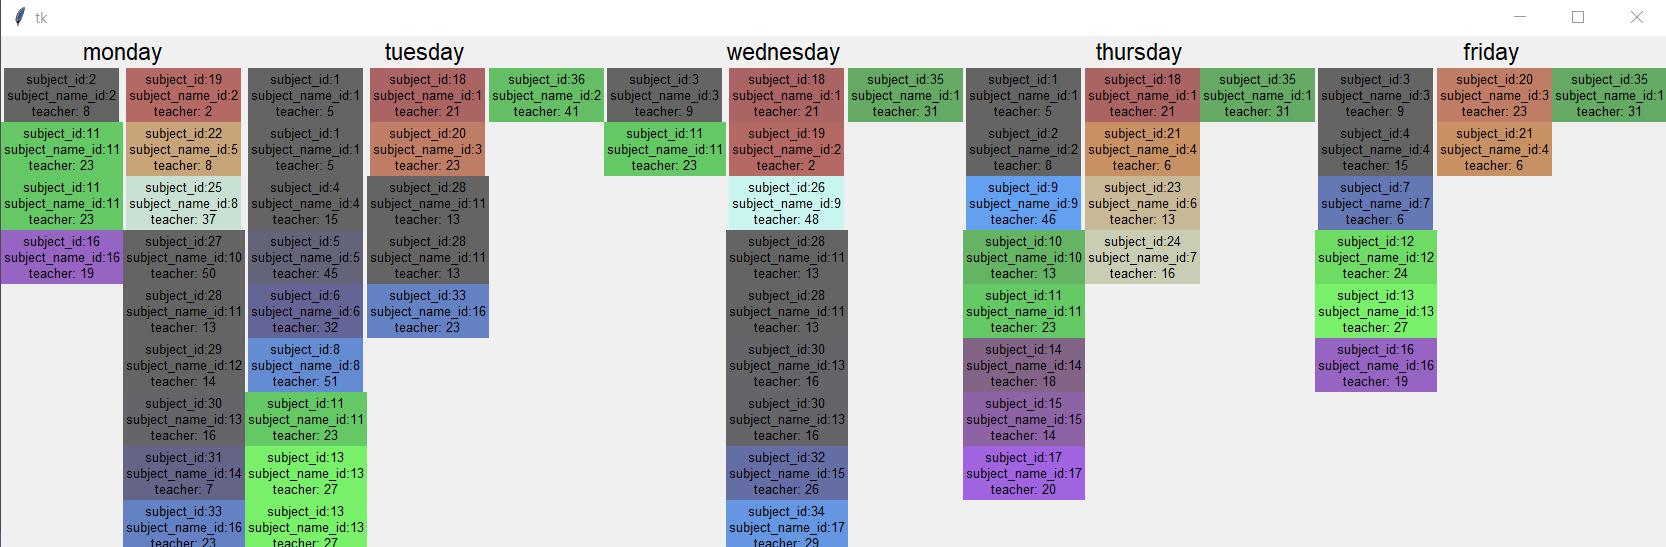 tk
monday
subject_id:2
subject_name_id:2
teacher: 8
subject_id:11
subject_name_id:11
teacher: 23
subject_id:11
subject_name_id:11
teacher: 23
subject_id:16
subject_name_id:16
teacher: 19
subject_id:19
subject_name_id:2
teacher: 2
subject_id:22
subject_name_id:5
teacher: 8
subject_id:25
subject_name_id:8
teacher: 37
subject_id:27
subject_name_id:10
teacher: 50
subject_id:28
subject_name_id:11
teacher: 13
subject_id:29
subject_name_id:12
teacher: 14
subject_id:30
subject_name_id:13
teacher: 16
subject_id:31
subject_name_id:14
teacher: 7
subject_id:33
subject_name_id:16
teacher: 23
tuesday
subject_id:1
subject_name_id:1
teacher: 5
subject_id:1
subject_name_id:1
teacher: 5
subject_id:4
subject_name_id:4
teacher: 15
subject_id:5
subject_name_id:5
teacher: 45
subject_id:6
subject_name_id:6
teacher: 32
subject_id:8
subject_name_id:8
teacher: 51
subject_id:11
subject_name_id:11
teacher: 23
subject_id:13
subject_name_id:13
teacher: 27
subject_id:13
subject_name_id:13
teacher: 27
subject_id:18
subject_name_id:1
teacher: 21
subject_id:20
subject_name_id:3
teacher: 23
subject_id:28
subject_name_id:11
teacher: 13
subject_id:28
subject_name_id:11
teacher: 13
subject_id:33
subject_name_id:16
teacher: 23
subject_id:36
subject_name_id:2
teacher: 41
wednesday
subject_id:3
subject_name_id:3
teacher: 9
subject_id:11
subject_name_id:11
teacher: 23
subject_id:18
subject_name_id:1
teacher: 21
subject_id:19
subject_name_id:2
teacher: 2
subject_id:26
subject_name_id:9
teacher: 48
subject_id:28
subject_name_id:11
teacher: 13
subject_id:28
subject_name_id:11
teacher: 13
subject_id:30
subject_name_id:13
teacher: 16
subject_id:30
subject_name_id:13
teacher: 16
subject_id:32
subject_name_id:15
teacher: 26
subject_id:34
subject_name_id:17
teacher: 29
subject_id:35
subject_name_id:1
teacher: 31
thursday
subject_id:1
subject_name_id:1
teacher: 5
subject_id:2
subject_name_id:2
teacher: 8
subject_id:9
subject_name_id:9
teacher: 46
subject_id:10
subject_name_id:10
teacher: 13
subject_id:11
subject_name_id:11
teacher: 23
subject_id:14
subject_name_id:14
teacher: 18
subject_id:15
subject_name_id:15
teacher: 14
subject_id:17
subject_name_id:17
teacher: 20
subject_id:18
subject_name_id:1
teacher: 21
subject_id:21
subject_name_id:4
teacher: 6
subject_id:23
subject_name_id:6
teacher: 13
subject_id:24
subject_name_id:7
teacher: 16
subject_id:35
subject_name_id:1
teacher: 31
friday
subject_id:3
subject_name_id:3
teacher: 9
subject_id:4
subject_name_id:4
teacher: 15
subject_id:7
subject_name_id:7
teacher: 6
subject_id:12
subject_name_id:12
teacher: 24
subject_id:13
subject_name_id:13
teacher: 27
subject_id:16
subject_name_id:16
teacher: 19
subject_id:20
subject_name_id:3
teacher: 23
subject_id:21
subject_name_id:4
teacher: 6
subject_id:35
subject_name_id:1
teacher: 31